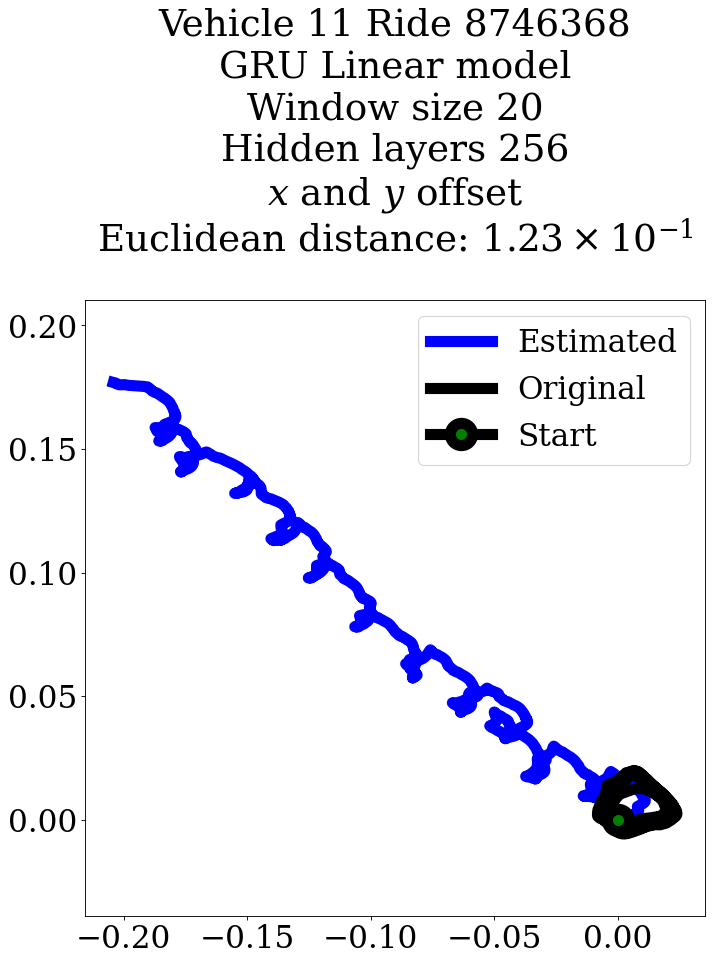 Vehicle 11 Ride 8746368
GRU Linear model
Window size 20
Hidden layers 256
x and y offset
Euclidean distance: 1.23 × 10⁻¹
Estimated
Original
Start
0.20
0.15
0.10
0.05
0.00
−0.20 −0.15 −0.10 −0.05 0.00